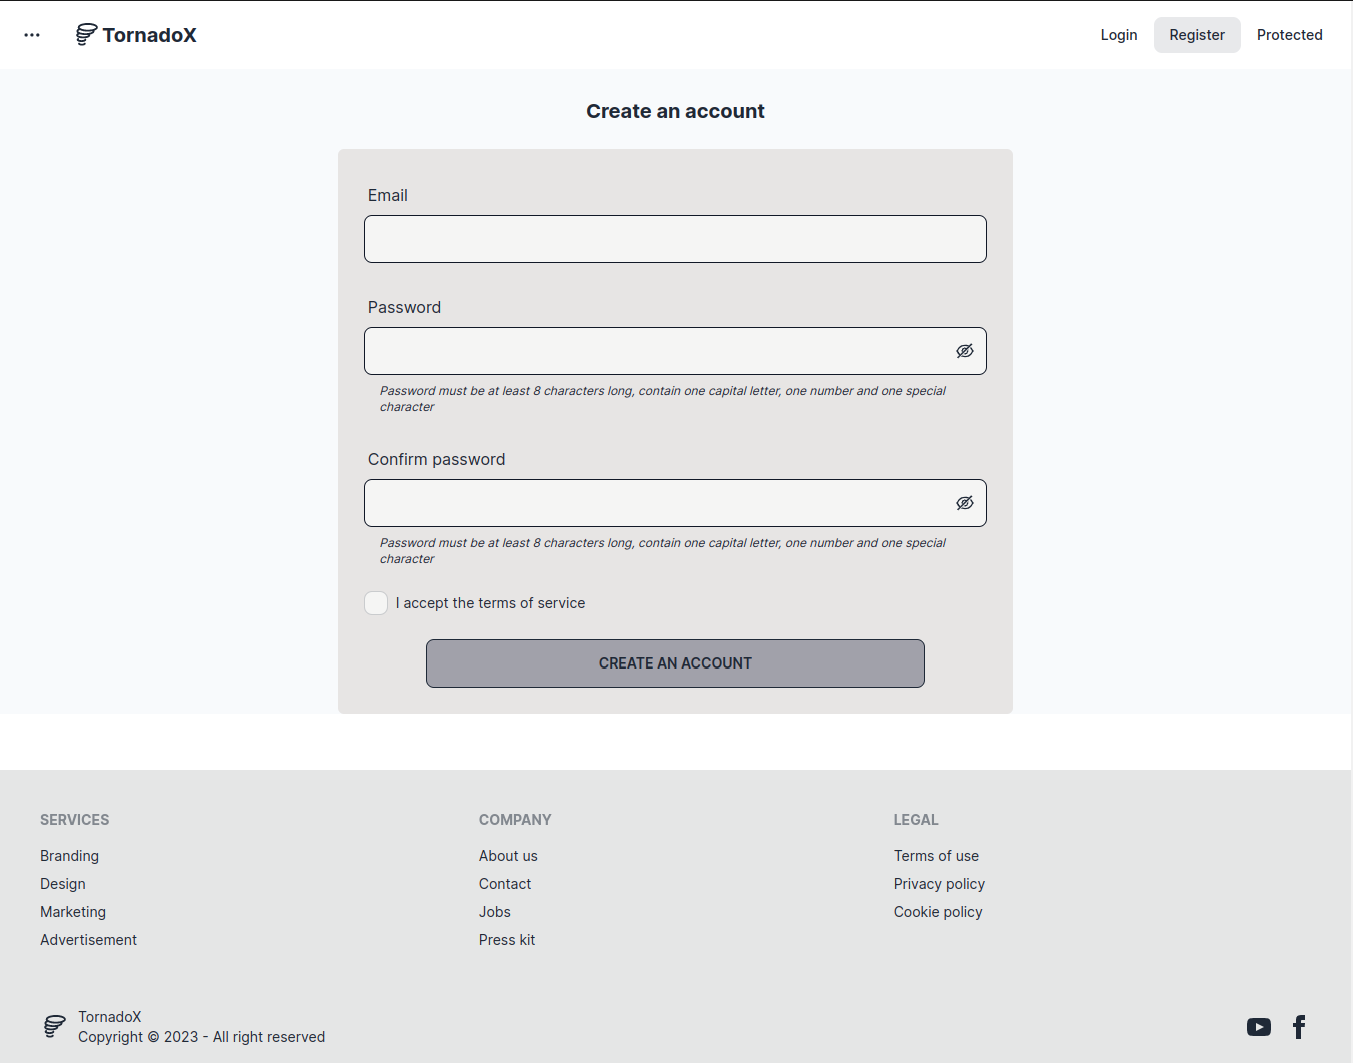 TornadoX
Login
Register
Protected
Create an account
Email
Password
Password must be at least 8 characters long, contain one capital letter, one number and one special
character
Confirm password
Password must be at least 8 characters long, contain one capital letter, one number and one special
character
I accept the terms of service
CREATE AN ACCOUNT
SERVICES
Branding
Design
Marketing
Advertisement
COMPANY
About us
Contact
Jobs
Press kit
LEGAL
Terms of use
Privacy policy
Cookie policy
TornadoX
Copyright © 2023 - All right reserved